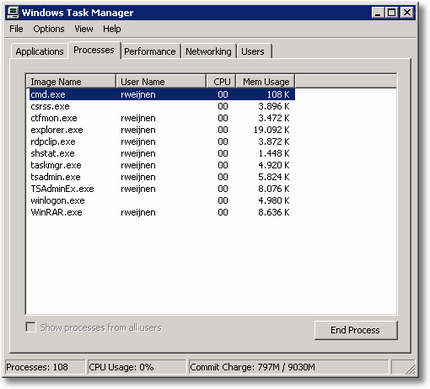 Windows Task Manager
File Options View Help
Applications Processes Performance Networking Users
Image Name User Name CPU Mem Usage
cmd.exe rweijnen 00 108 K
csrss.exe 00 3.896 K
ctfmon.exe rweijnen 00 3.472 K
explorer.exe rweijnen 00 19.092 K
rdpclip.exe rweijnen 00 3.872 K
shstat.exe rweijnen 00 1.448 K
taskmgr.exe rweijnen 00 4.920 K
tsadmin.exe rweijnen 00 5.824 K
TSAdminEx.exe rweijnen 00 8.076 K
winlogon.exe 00 4.980 K
WinRAR.exe rweijnen 00 8.636 K
Show processes from all users
End Process
Processes: 108 CPU Usage: 0% Commit Charge: 797M / 9030M